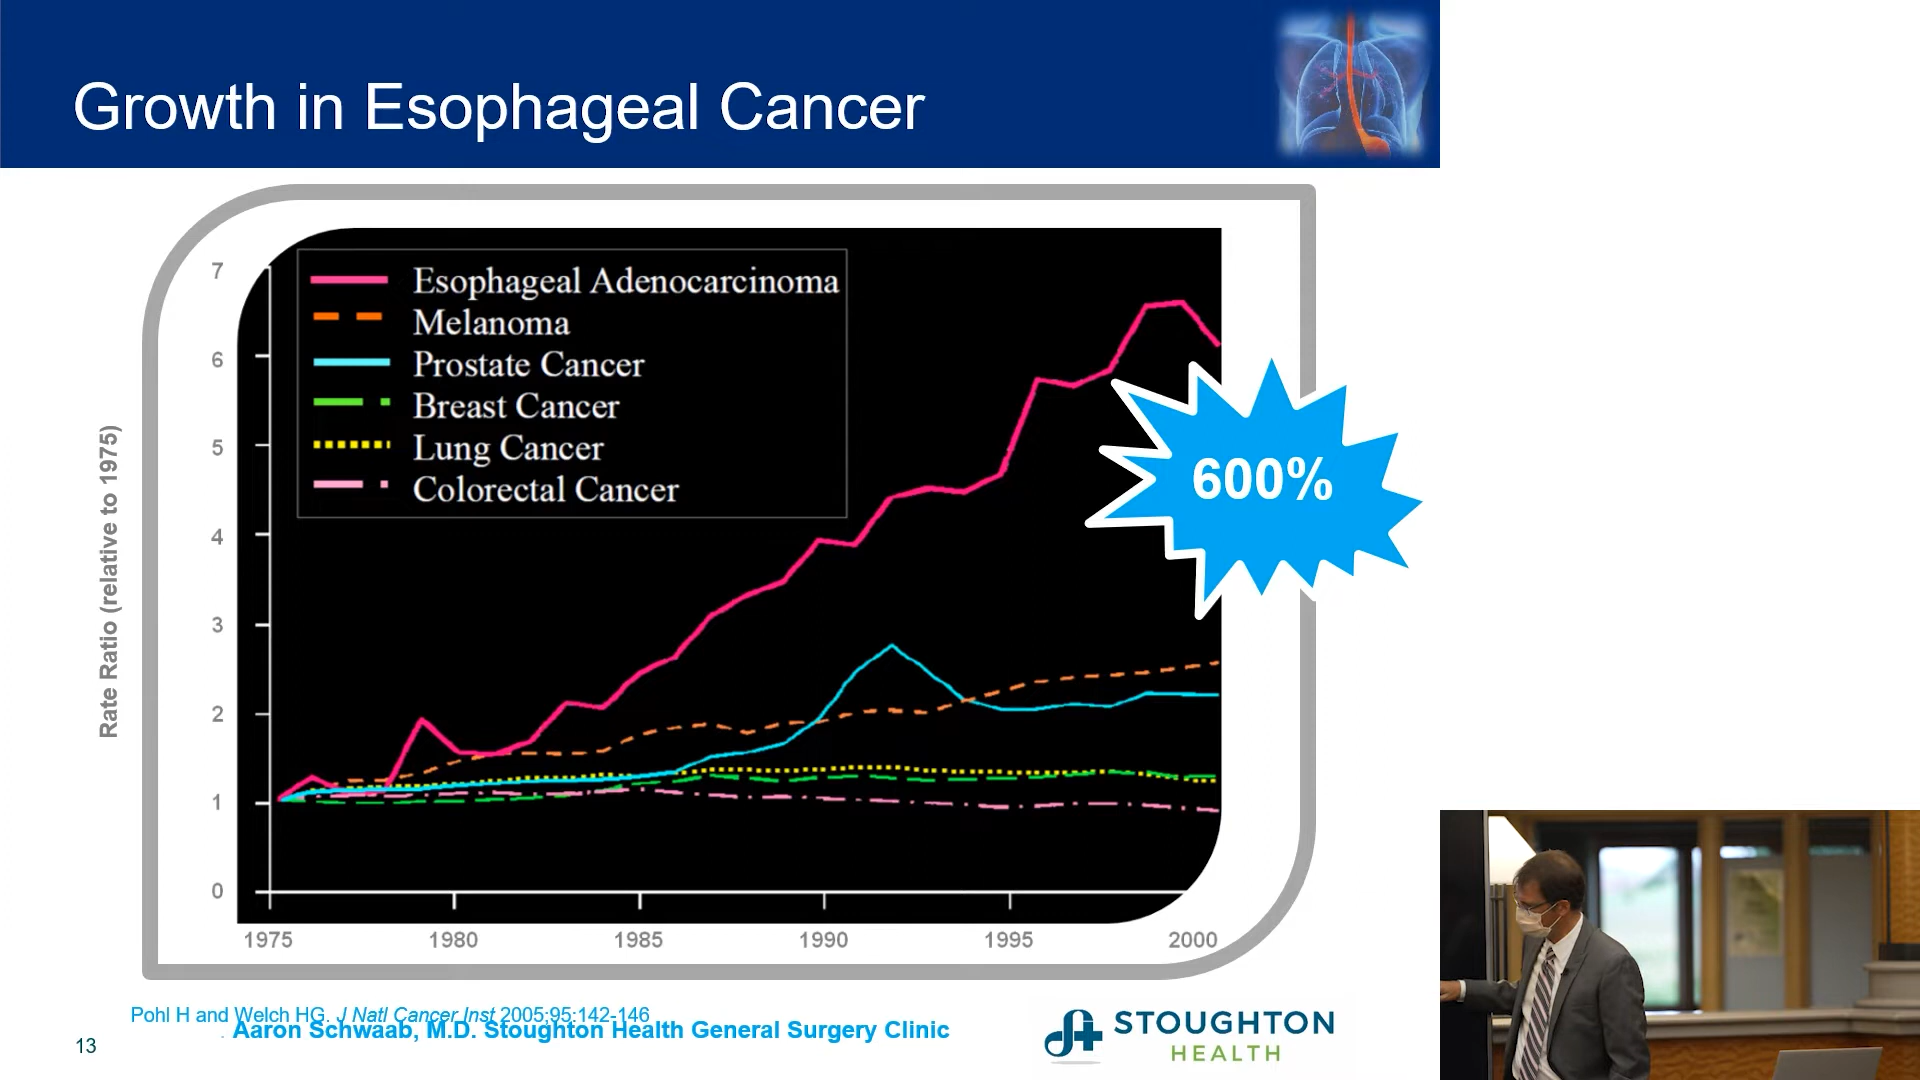 Growth in Esophageal Cancer
7
6
5
4
3
2
1
0
Rate Ratio (relative to 1975)
Esophageal Adenocarcinoma
Melanoma
Prostate Cancer
Breast Cancer
Lung Cancer
Colorectal Cancer
600%
1975 1980 1985 1990 1995 2000
Pohl H and Welch HG. J Natl Cancer Inst 2005;95:142-146
. Aaron Schwaab, M.D. Stoughton Health General Surgery Clinic
13
STOUGHTON
HEALTH